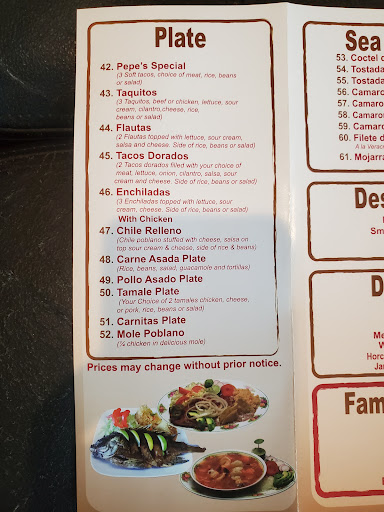 Plate
42. Pepe's Special
(3 Soft tacos, choice of meat, rice, beans
or salad)
43. Taquitos
(3 Taquitos, beef or chicken, lettuce, sour
cream, cilantro,cheese, rice,
beans or salad)
44. Flautas
(2 Flautas topped with lettuce, sour cream,
salsa and cheese. Side of rice, beans or salad)
45. Tacos Dorados
(2 Tacos dorados filled with your choice of
meat, lettuce, onion, cilantro, salsa, sour
cream and cheese. Side of rice, beans or salad)
46. Enchiladas
(3 Enchiladas topped with lettuce, sour
cream, cheese. Side of rice, beans or salad)
With Chicken
47. Chile Relleno
(Chile poblano stuffed with cheese, salsa on
top sour cream & cheese, side of rice & beans)
48. Carne Asada Plate
(Rice, beans, salad, guacamole and tortillas)
49. Pollo Asado Plate
50. Tamale Plate
(Your Choice of 2 tamales chicken, cheese,
or pork, rice, beans or salad)
51. Carnitas Plate
52. Mole Poblano
(¼ chicken in delicious mole)
Prices may change without prior notice.
Sea
53. Coctel
54. Tostada
55. Tostada
56. Camaro
57. Camaro
58. Camaron
59. Camaro
60. Filete d
A la Verac
61. Mojarra
Des
Sm
D
Me
Horc
Ja
Fam